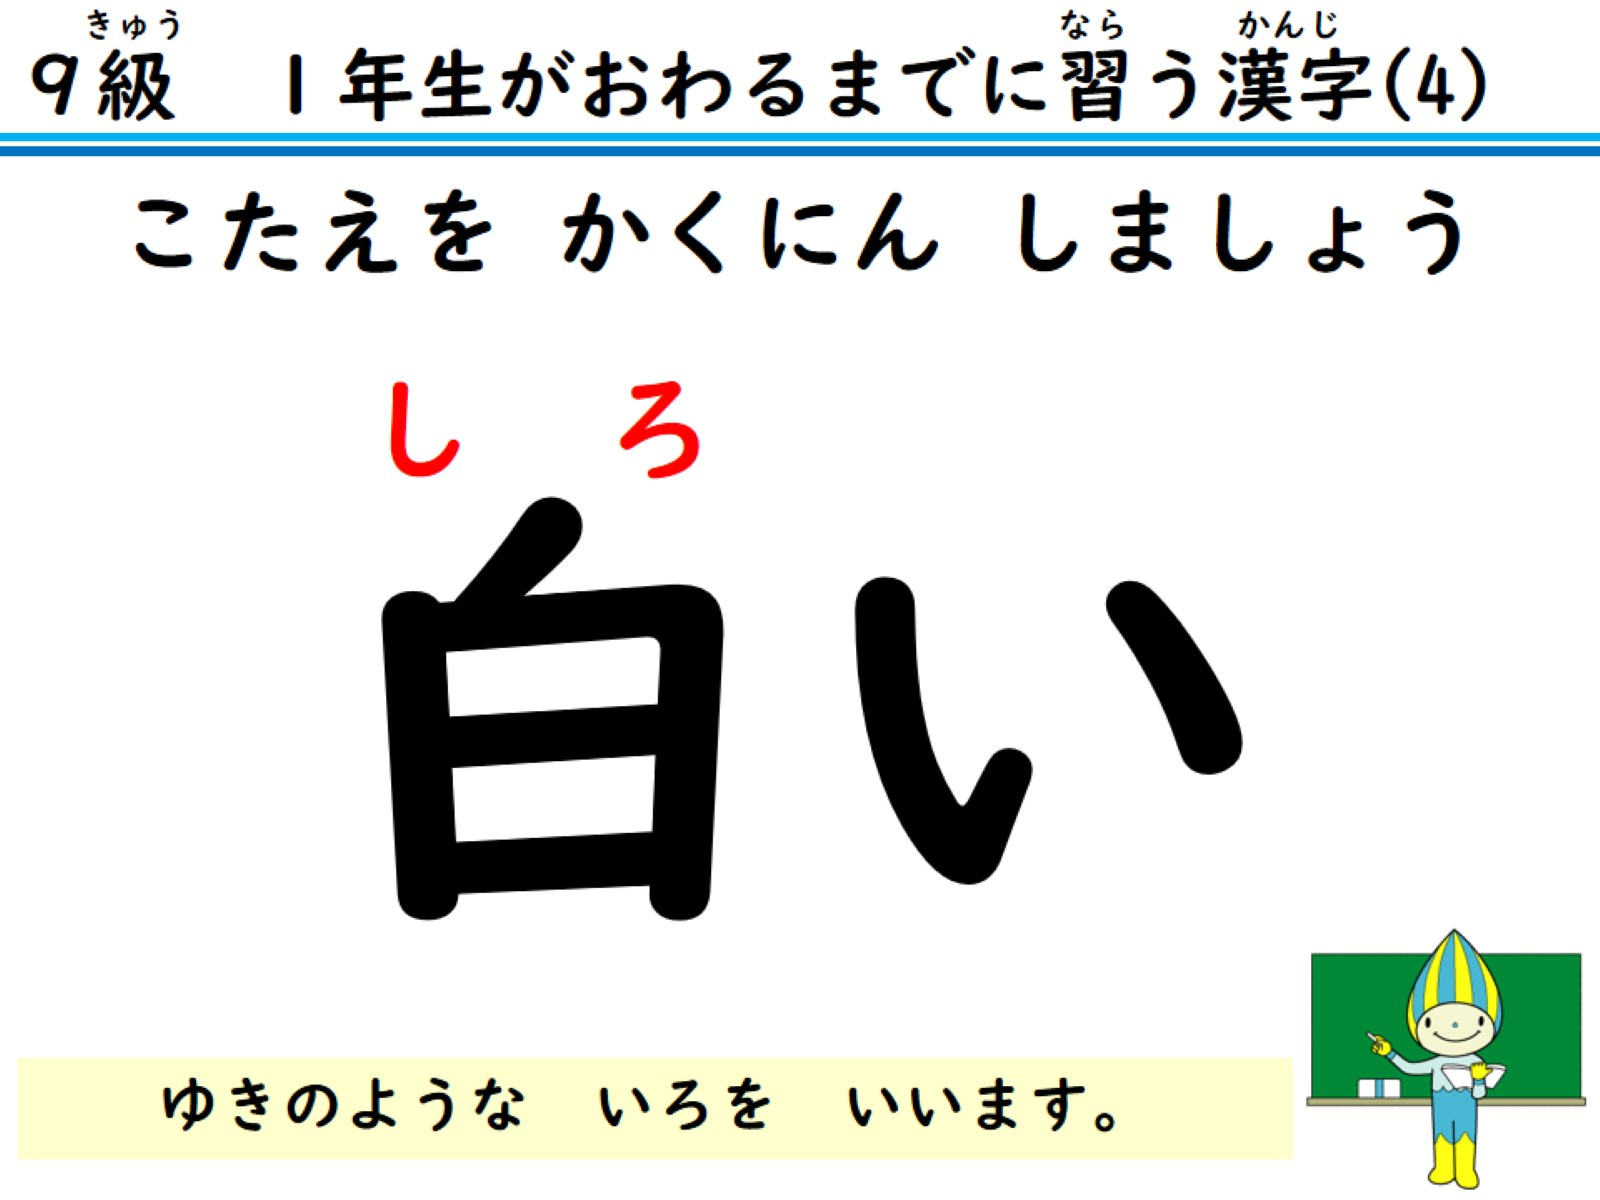 きゅう なら かんじ
9級　1年生がおわるまでに習う漢字(4)
こたえを かくにん しましょう
しろ
白い
ゆきのような　いろを　いいます。